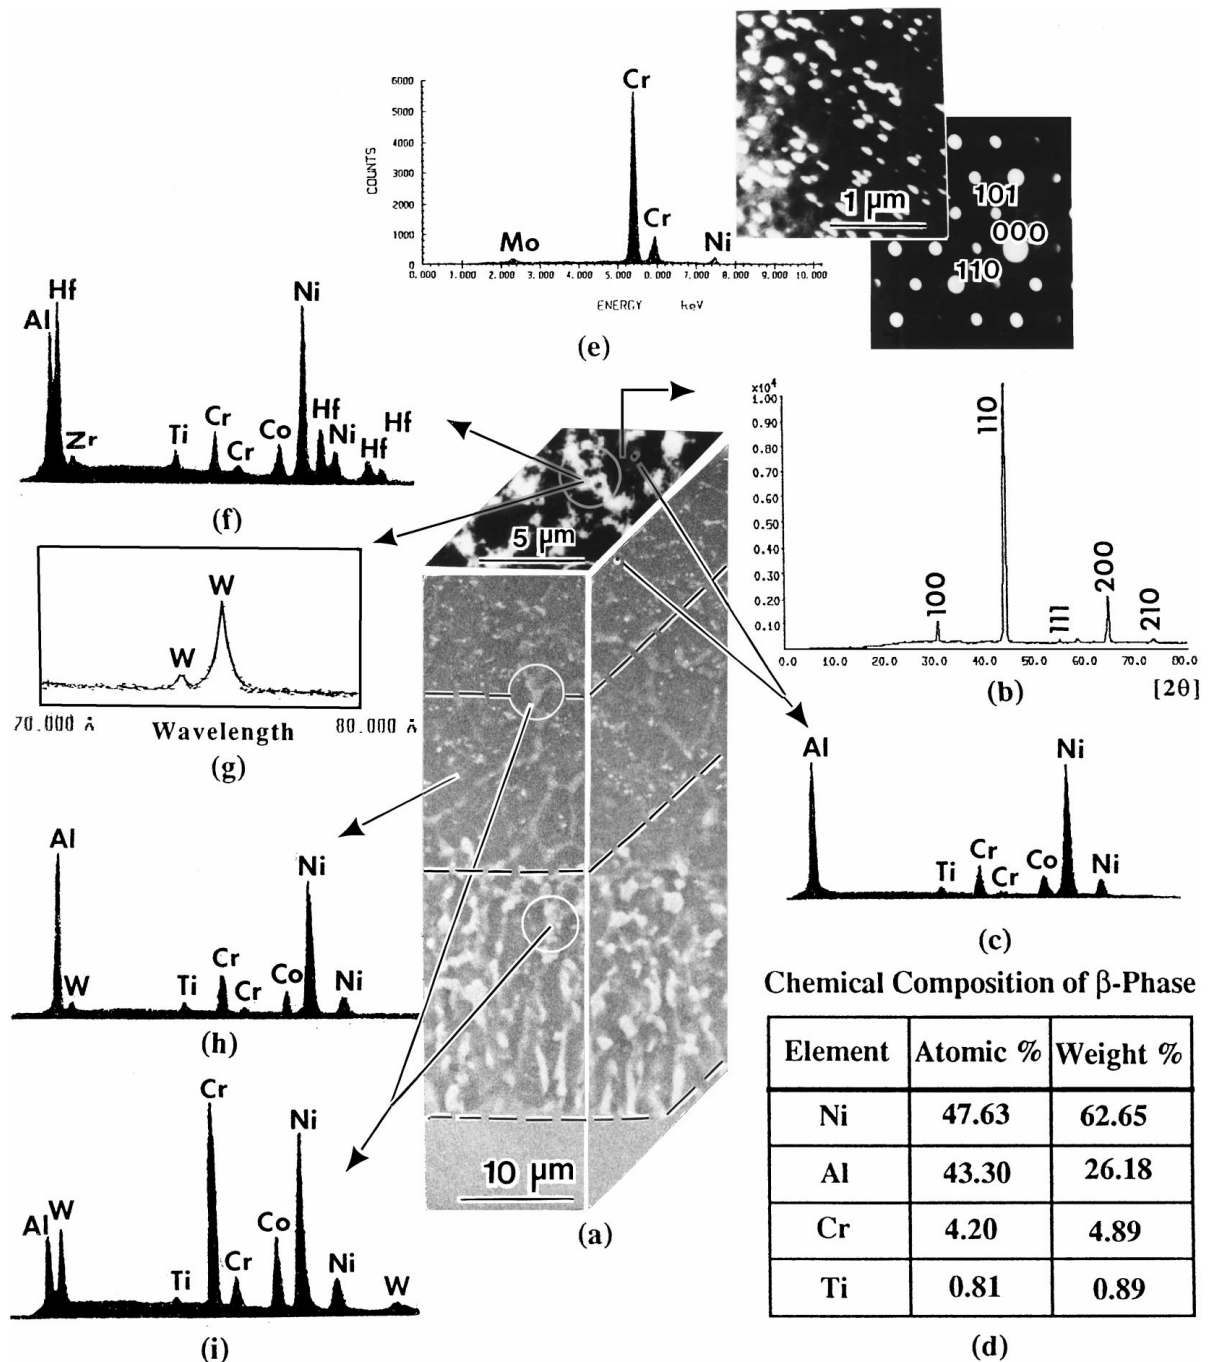 6000
5000
4000
3000
2000
1000
0
COUNTS
Cr
Cr
Mo
Ni
0.000 1.000 2.000 3.000 4.000 5.000 6.000 7.000 8.000 9.000 10.0
ENERGY keV
(e)
1 µm
101
000
110
Al
Hf
Zr
Ti
Cr
Cr
Co
Ni
Hf
Ni
Hf
Hf
(f)
5 µm
x10⁴
1.00
0.90
0.80
0.70
0.60
0.50
0.40
0.30
0.20
0.10
100
110
111
200
210
0.0 10.0 20.0 30.0 40.0 50.0 60.0 70.0 80.0
[2θ]
(b)
W
W
70.000 A
Wavelength
80.000 A
(g)
Al
Ti
Cr
Cr
Co
Ni
Ni
(c)
Al
W
Ti
Cr
Cr
Co
Ni
Ni
(h)
10 µm
(a)
Al
W
Ti
Cr
Cr
Co
Ni
Ni
W
(i)
Chemical Composition of β-Phase
Element Atomic % Weight %
Ni 47.63 62.65
Al 43.30 26.18
Cr 4.20 4.89
Ti 0.81 0.89
(d)